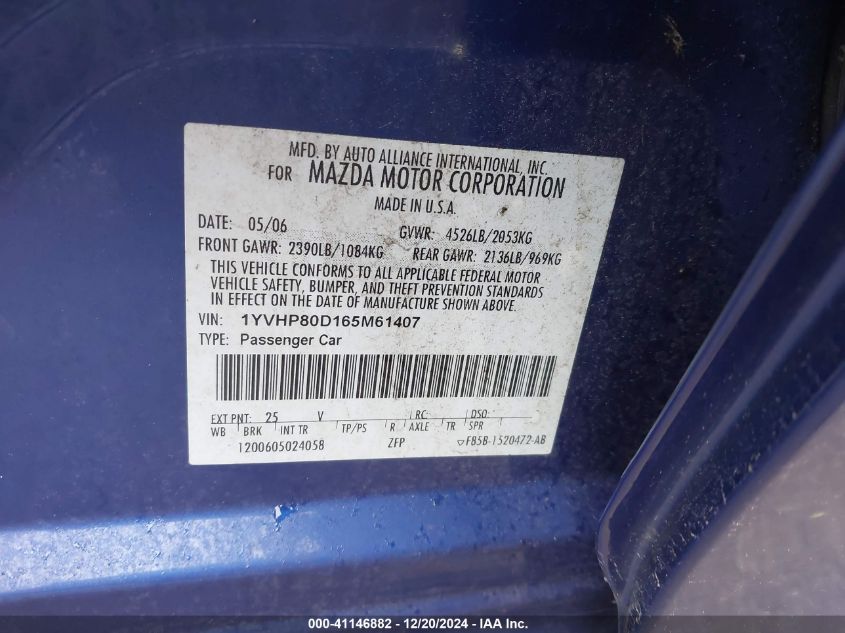 MFD. BY AUTO ALLIANCE INTERNATIONAL, INC.
FOR MAZDA MOTOR CORPORATION
MADE IN U.S.A.
DATE: 05/06 GVWR: 4526LB/2053KG
FRONT GAWR: 2390LB/1084KG REAR GAWR: 2136LB/969KG
THIS VEHICLE CONFORMS TO ALL APPLICABLE FEDERAL MOTOR
VEHICLE SAFETY, BUMPER, AND THEFT PREVENTION STANDARDS
IN EFFECT ON THE DATE OF MANUFACTURE SHOWN ABOVE.
VIN: 1YVHP80D165M61407
TYPE: Passenger Car
EXT PNT: 25 V RC: DSO:
WB BRK INT TR TP/PS R AXLE TR SPR
1200605024058 ZFP F85B-1520472-AB
000-41146882 - 12/20/2024 - IAA Inc.